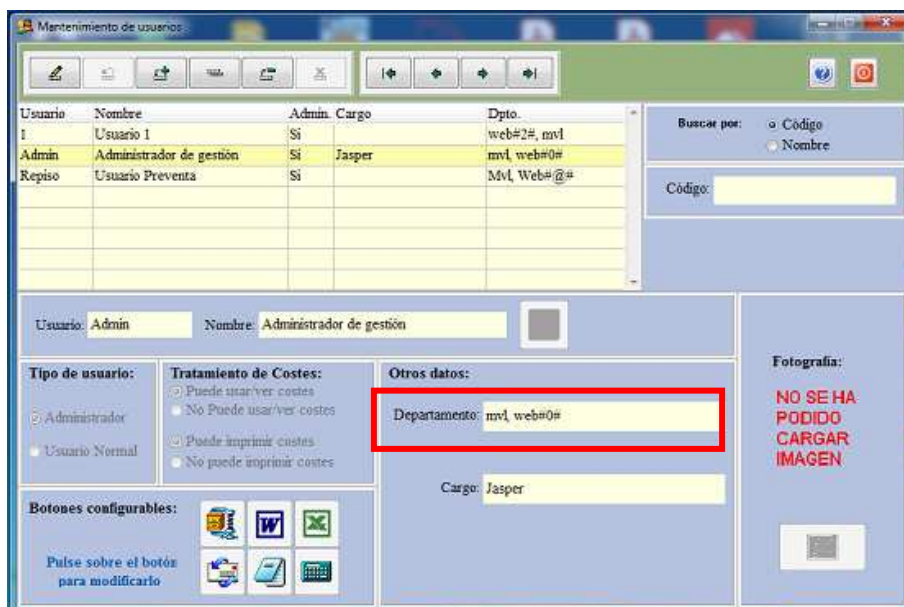 Mantenimiento de usuarios
Usuario Nombre Admin. Cargo Dpto.
1 Usuario 1 Si web#2#, mvl
Admin Administrador de gestión Si Jasper mvl, web#0#
Repiso Usuario Preventa Si Mvl, Web#@#
Buscar por: Código
Nombre
Código:
Usuario: Admin Nombre: Administrador de gestión
Tipo de usuario:
Administrador
Usuario Normal
Tratamiento de Costes:
Puede usar/ver costes
No Puede usar/ver costes
Puede imprimir costes
No puede imprimir costes
Otros datos:
Departamento: mvl, web#0#
Cargo: Jasper
Fotografía:
NO SE HA
PODIDO
CARGAR
IMAGEN
Botones configurables:
Pulse sobre el botón
para modificarlo